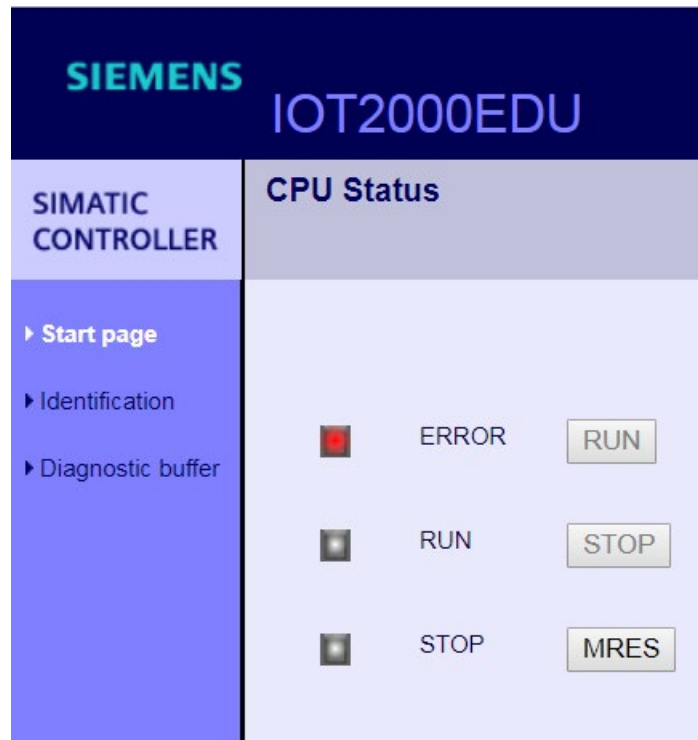 SIEMENS
IOT2000EDU
SIMATIC
CONTROLLER
CPU Status
Start page
Identification
Diagnostic buffer
ERROR RUN
RUN STOP
STOP MRES